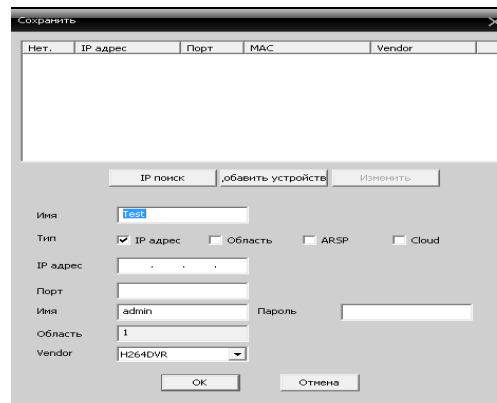 Сохранить
Нет. IP адрес Порт MAC Vendor
IP поиск ,обавить устройств Изменить
Имя Test
Тип IP адрес Область ARSP Cloud
IP адрес . . .
Порт
Имя admin Пароль
Область 1
Vendor H264DVR
OK Отмена